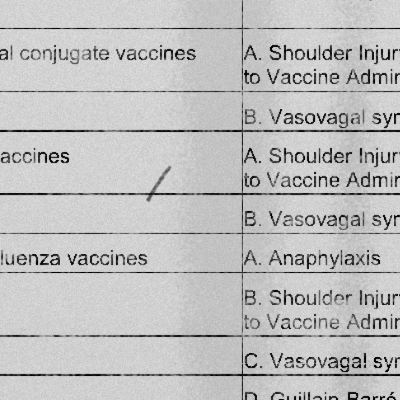 al conjugate vaccines A. Shoulder Injur
to Vaccine Admin
B. Vasovagal syn
accines A. Shoulder Injur
to Vaccine Admin
B. Vasovagal syn
luenza vaccines A. Anaphylaxis
B. Shoulder Injur
to Vaccine Admin
C. Vasovagal syn
D. Guillain-Barré